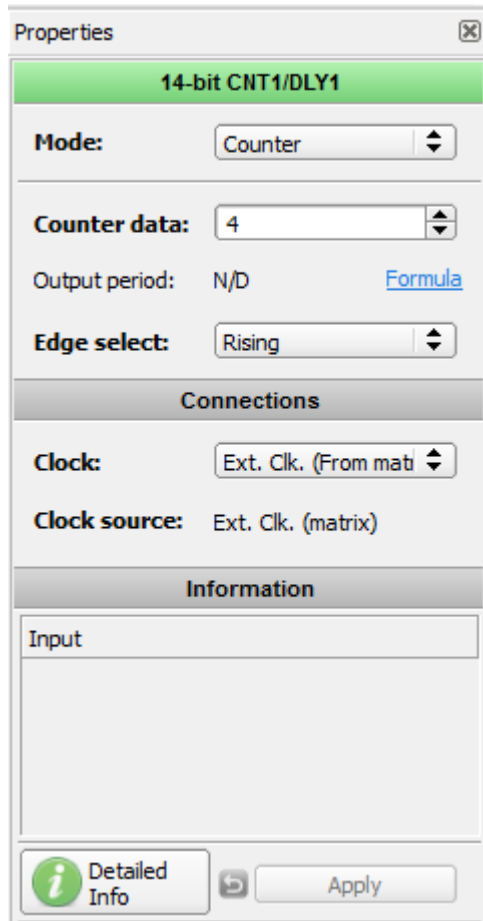 Properties
14-bit CNT1/DLY1
Mode: Counter
Counter data: 4
Output period: N/D Formula
Edge select: Rising
Connections
Clock: Ext. Clk. (From mat
Clock source: Ext. Clk. (matrix)
Information
Input
Detailed
Info
Apply